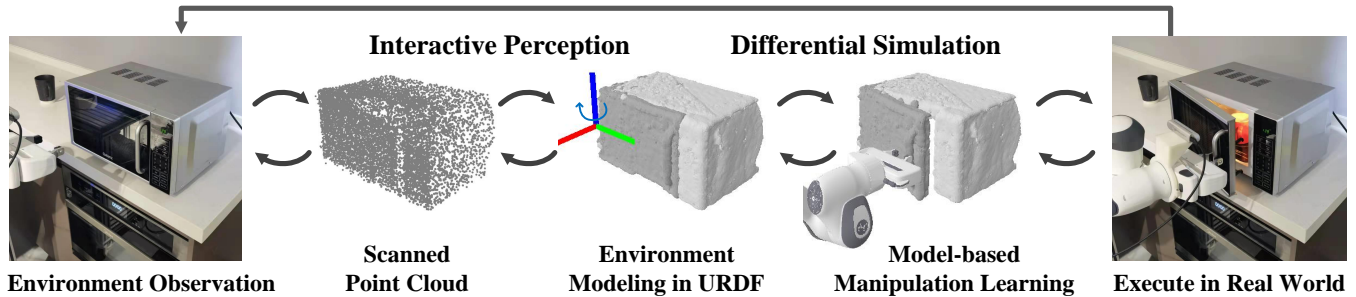 Interactive Perception
Differential Simulation
Environment Observation
Scanned
Point Cloud
Environment
Modeling in URDF
Model-based
Manipulation Learning
Execute in Real World